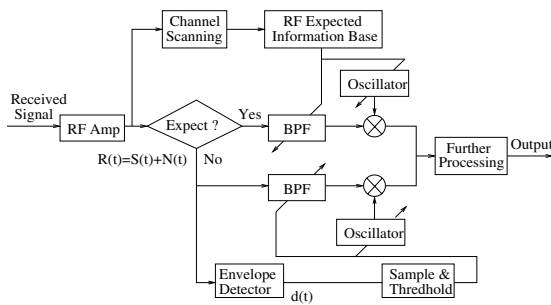 Channel
Scanning
RF Expected
Information Base
Oscillator
Received
Signal
RF Amp
Expect ?
Yes
BPF
Further
Processing
Output
R(t)=S(t)+N(t)
No
BPF
Oscillator
Envelope
Detector
d(t)
Sample &
Thredhold